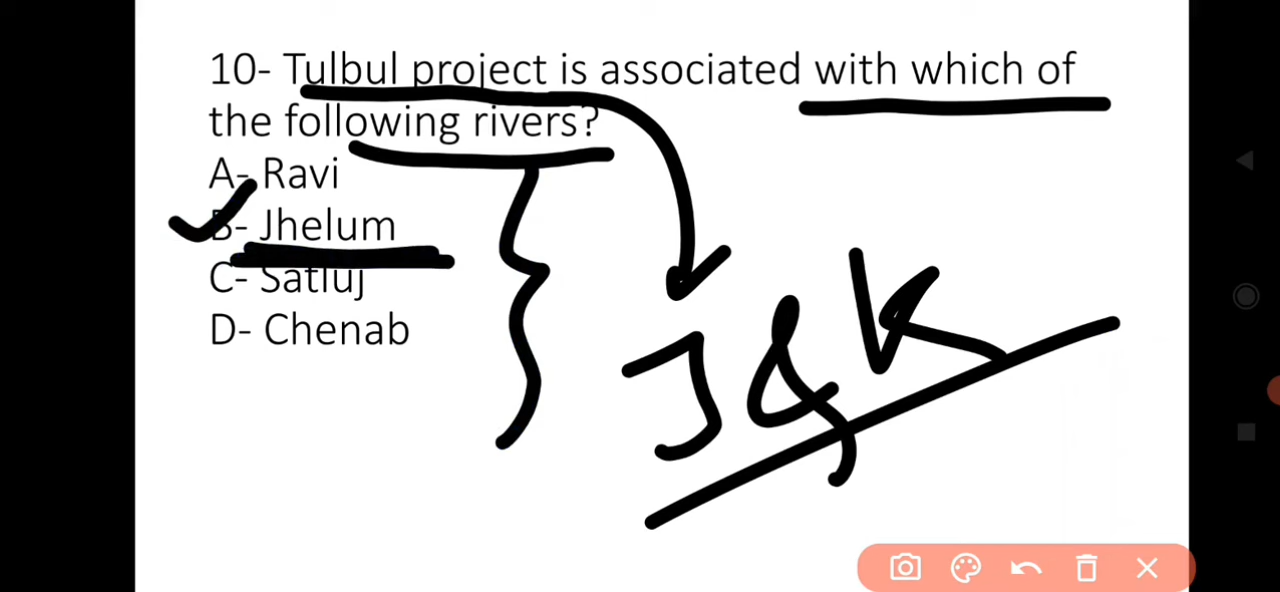 10- Tulbul project is associated with which of
the following rivers?
A- Ravi
B- Jhelum
C- Satluj
D- Chenab
J & K